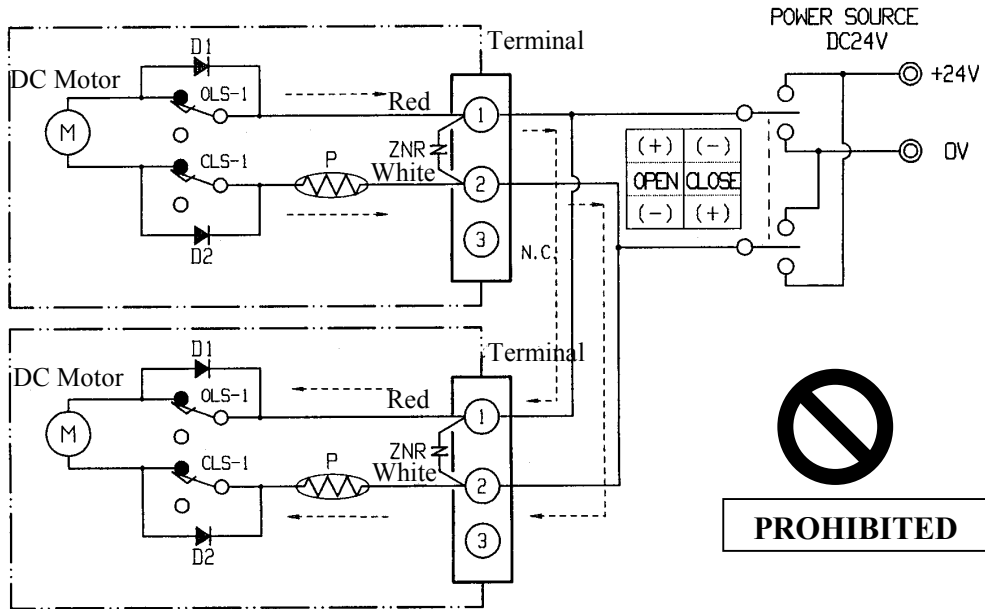 POWER SOURCE
DC24V
+24V
0V
Terminal
D1
DC Motor
OLS-1
Red
1
M
ZNR
CLS-1
P
White
2
D2
3
N.C.
(+) (-)
OPEN CLOSE
(-) (+)
Terminal
D1
DC Motor
OLS-1
Red
1
M
ZNR
CLS-1
P
White
2
D2
3
PROHIBITED